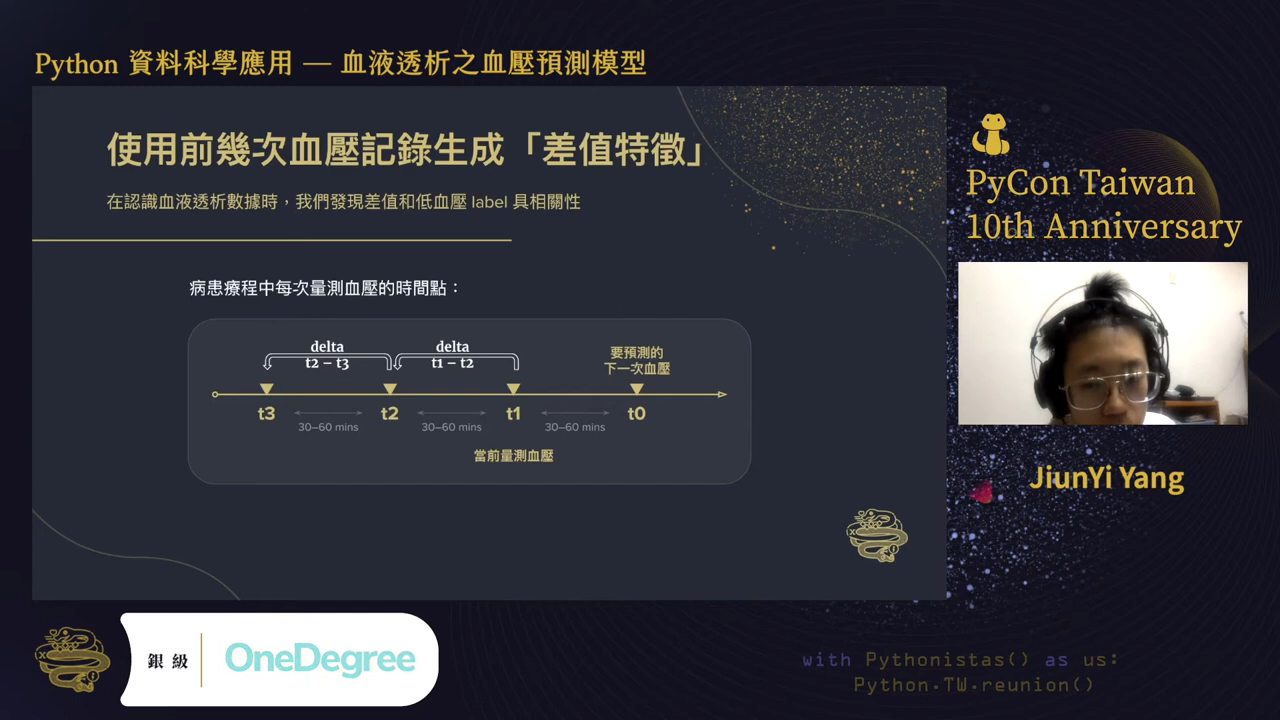 Python 資料科學應用 — 血液透析之血壓預測模型
使用前幾次血壓記錄生成「差值特徵」
在認識血液透析數據時，我們發現差值和低血壓 label 具相關性
病患療程中每次量測血壓的時間點：
delta
t2 – t3
delta
t1 – t2
要預測的
下一次血壓
t3
t2
t1
t0
30–60 mins
30–60 mins
30–60 mins
當前量測血壓
PyCon Taiwan
10th Anniversary
JiunYi Yang
銀級
OneDegree
with Pythonistas() as us:
Python.TW.reunion()